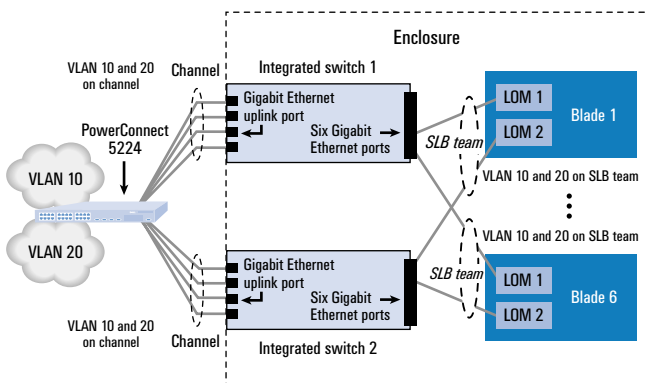 Enclosure
VLAN 10 and 20
on channel
Channel
Integrated switch 1
Gigabit Ethernet
uplink port
Six Gigabit
Ethernet ports
SLB team
LOM 1
LOM 2
Blade 1
PowerConnect
5224
VLAN 10
VLAN 20
VLAN 10 and 20 on SLB team
VLAN 10 and 20 on SLB team
Gigabit Ethernet
uplink port
Six Gigabit
Ethernet ports
SLB team
LOM 1
LOM 2
Blade 6
VLAN 10 and 20
on channel
Channel
Integrated switch 2